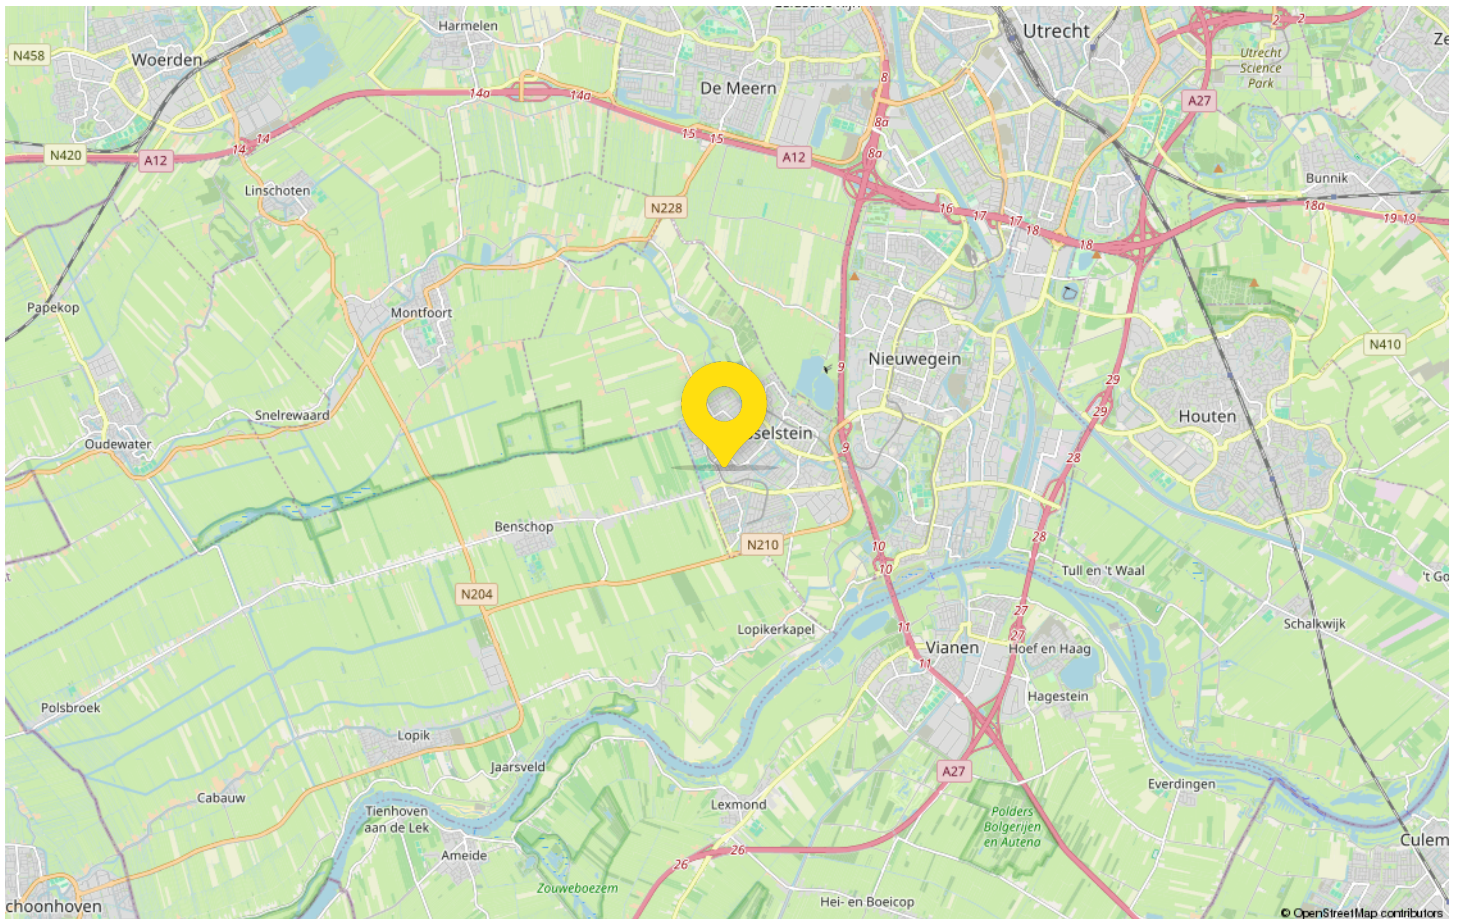 Harmelen
Utrecht
2
2
N458
Woerden
Utrecht
Science
Park
Ze
8
De Meern
14a
14a
A27
8a
14
14
15
15
N420
A12
A12
8a
Linschoten
Bunnik
N228
16
17
17
18
18
18a
19
19
Papekop
Montfoort
Nieuwegein
N410
9
29
29
Snelrewaard
Houten
Oudewater
selstein
9
28
Benschop
N210
10
10
28
Tull en 't Waal
't Go
N204
27
27
Lopikerkapel
11
Schalkwijk
Vianen
Hoef en Haag
11
Hagestein
Polsbroek
Lopik
Jaarsveld
A27
Everdingen
Cabauw
Tienhoven
aan de Lek
Lexmond
Polders
Bolgerijen
en Autena
Culem
Ameide
26
26
Zouweboezem
choonhoven
Hei- en Boeicop
© OpenStreetMap contributors